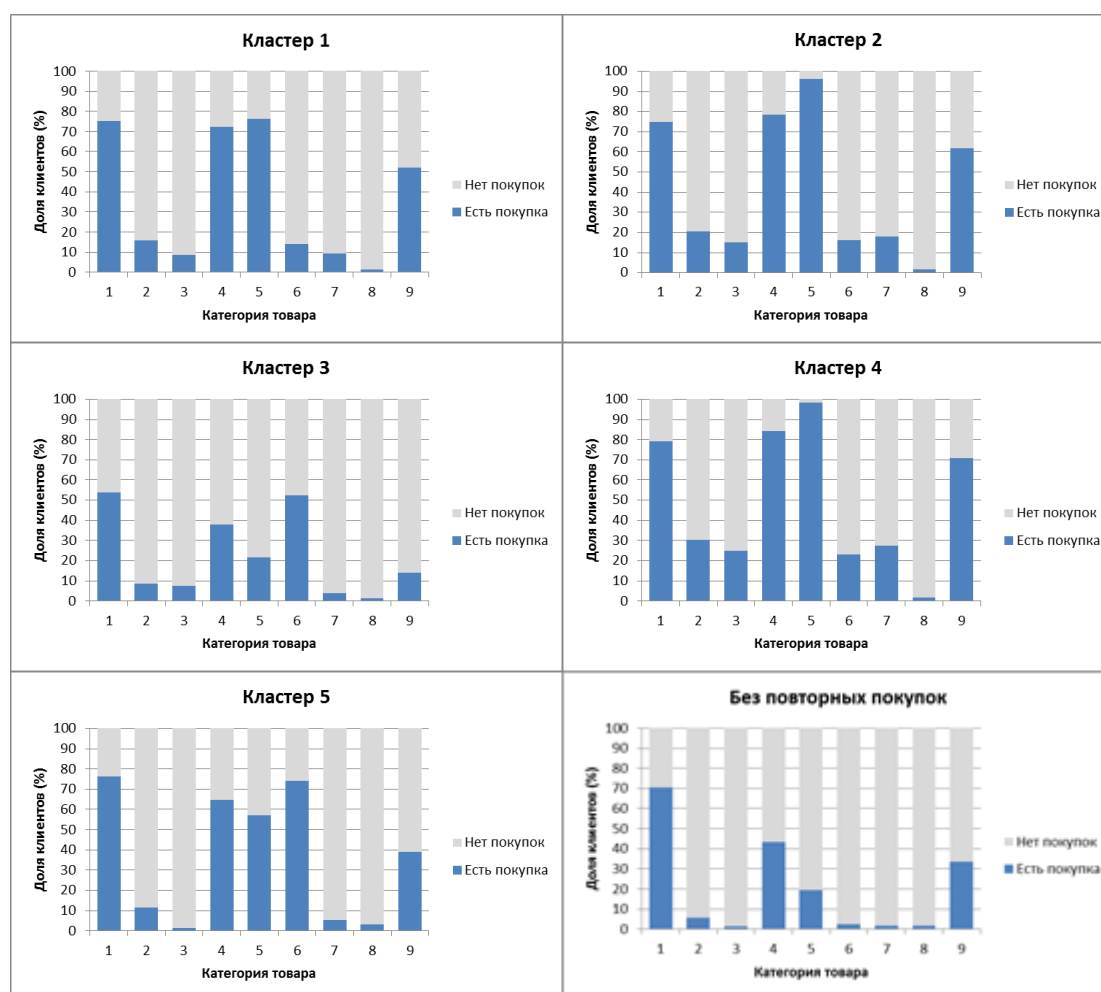 Кластер 1
Доля клиентов (%)
100
90
80
70
60
50
40
30
20
10
0
1 2 3 4 5 6 7 8 9
Категория товара
Нет покупок
Есть покупка
Кластер 2
Доля клиентов (%)
100
90
80
70
60
50
40
30
20
10
0
1 2 3 4 5 6 7 8 9
Категория товара
Нет покупок
Есть покупка
Кластер 3
Доля клиентов (%)
100
90
80
70
60
50
40
30
20
10
0
1 2 3 4 5 6 7 8 9
Категория товара
Нет покупок
Есть покупка
Кластер 4
Доля клиентов (%)
100
90
80
70
60
50
40
30
20
10
0
1 2 3 4 5 6 7 8 9
Категория товара
Нет покупок
Есть покупка
Кластер 5
Доля клиентов (%)
100
90
80
70
60
50
40
30
20
10
0
1 2 3 4 5 6 7 8 9
Категория товара
Нет покупок
Есть покупка
Без повторных покупок
Доля клиентов (%)
100
90
80
70
60
50
40
30
20
10
0
1 2 3 4 5 6 7 8 9
Категория товара
Нет покупок
Есть покупка